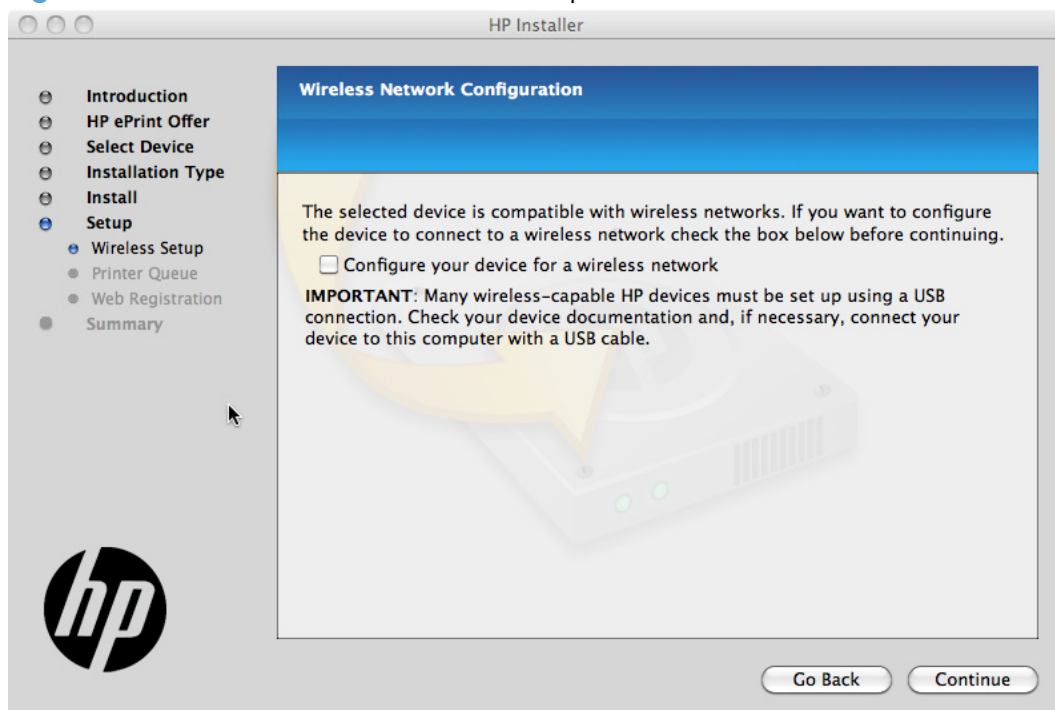 HP Installer
Introduction
HP ePrint Offer
Select Device
Installation Type
Install
Setup
Wireless Setup
Printer Queue
Web Registration
Summary
Wireless Network Configuration
The selected device is compatible with wireless networks. If you want to configure
the device to connect to a wireless network check the box below before continuing.
Configure your device for a wireless network
IMPORTANT: Many wireless-capable HP devices must be set up using a USB
connection. Check your device documentation and, if necessary, connect your
device to this computer with a USB cable.
hp
Go Back
Continue